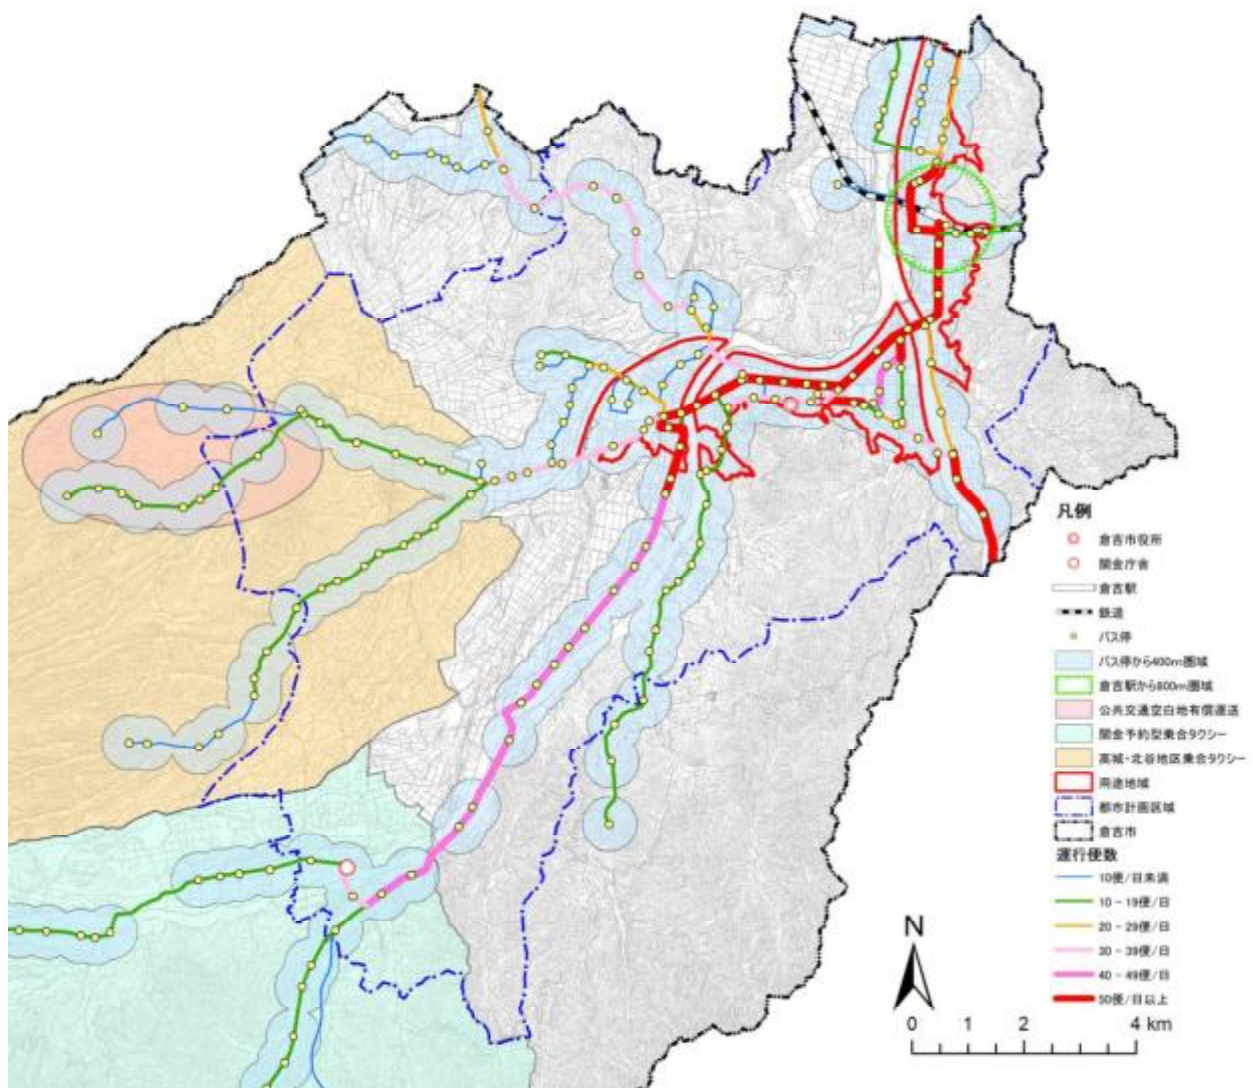 凡例
倉吉市役所
関金庁舎
倉吉駅
鉄道
バス停
バス停から400m圏域
倉吉駅から800m圏域
公共交通空白地有償運送
関金予約型乗合タクシー
高城・北谷地区乗合タクシー
用途地域
都市計画区域
倉吉市
運行便数
10便/日未満
10 - 19便/日
20 - 29便/日
30 - 39便/日
40 - 49便/日
50便/日以上
N
0 1 2 4 km